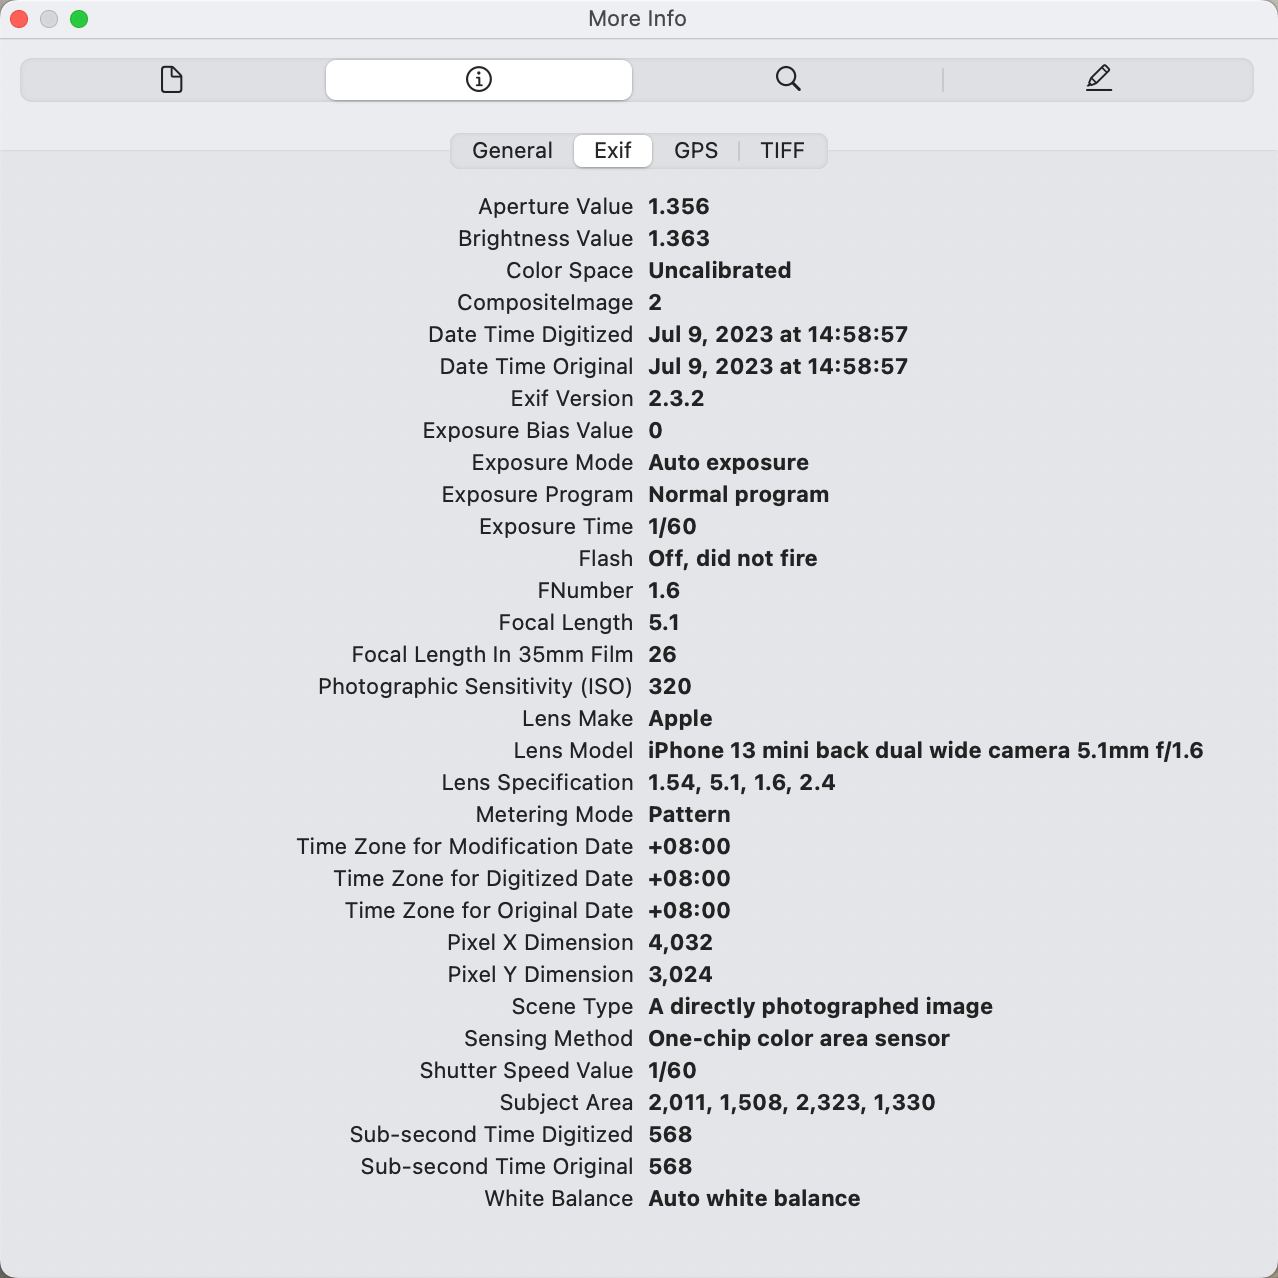 More Info
General Exif GPS TIFF
Aperture Value 1.356
Brightness Value 1.363
Color Space Uncalibrated
CompositeImage 2
Date Time Digitized Jul 9, 2023 at 14:58:57
Date Time Original Jul 9, 2023 at 14:58:57
Exif Version 2.3.2
Exposure Bias Value 0
Exposure Mode Auto exposure
Exposure Program Normal program
Exposure Time 1/60
Flash Off, did not fire
FNumber 1.6
Focal Length 5.1
Focal Length In 35mm Film 26
Photographic Sensitivity (ISO) 320
Lens Make Apple
Lens Model iPhone 13 mini back dual wide camera 5.1mm f/1.6
Lens Specification 1.54, 5.1, 1.6, 2.4
Metering Mode Pattern
Time Zone for Modification Date +08:00
Time Zone for Digitized Date +08:00
Time Zone for Original Date +08:00
Pixel X Dimension 4,032
Pixel Y Dimension 3,024
Scene Type A directly photographed image
Sensing Method One-chip color area sensor
Shutter Speed Value 1/60
Subject Area 2,011, 1,508, 2,323, 1,330
Sub-second Time Digitized 568
Sub-second Time Original 568
White Balance Auto white balance